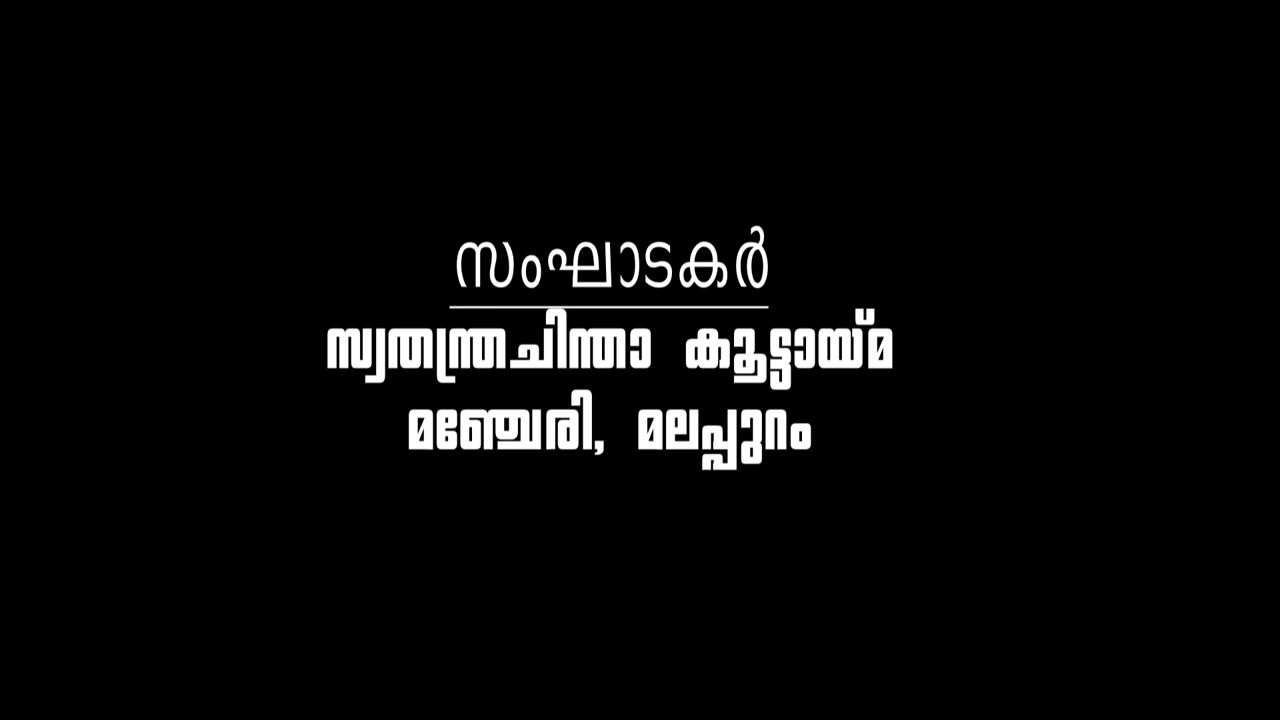 സംഘാടകർ
സ്വതന്ത്രചിന്താ കൂട്ടായ്മ
മഞ്ചേരി, മലപ്പുറം